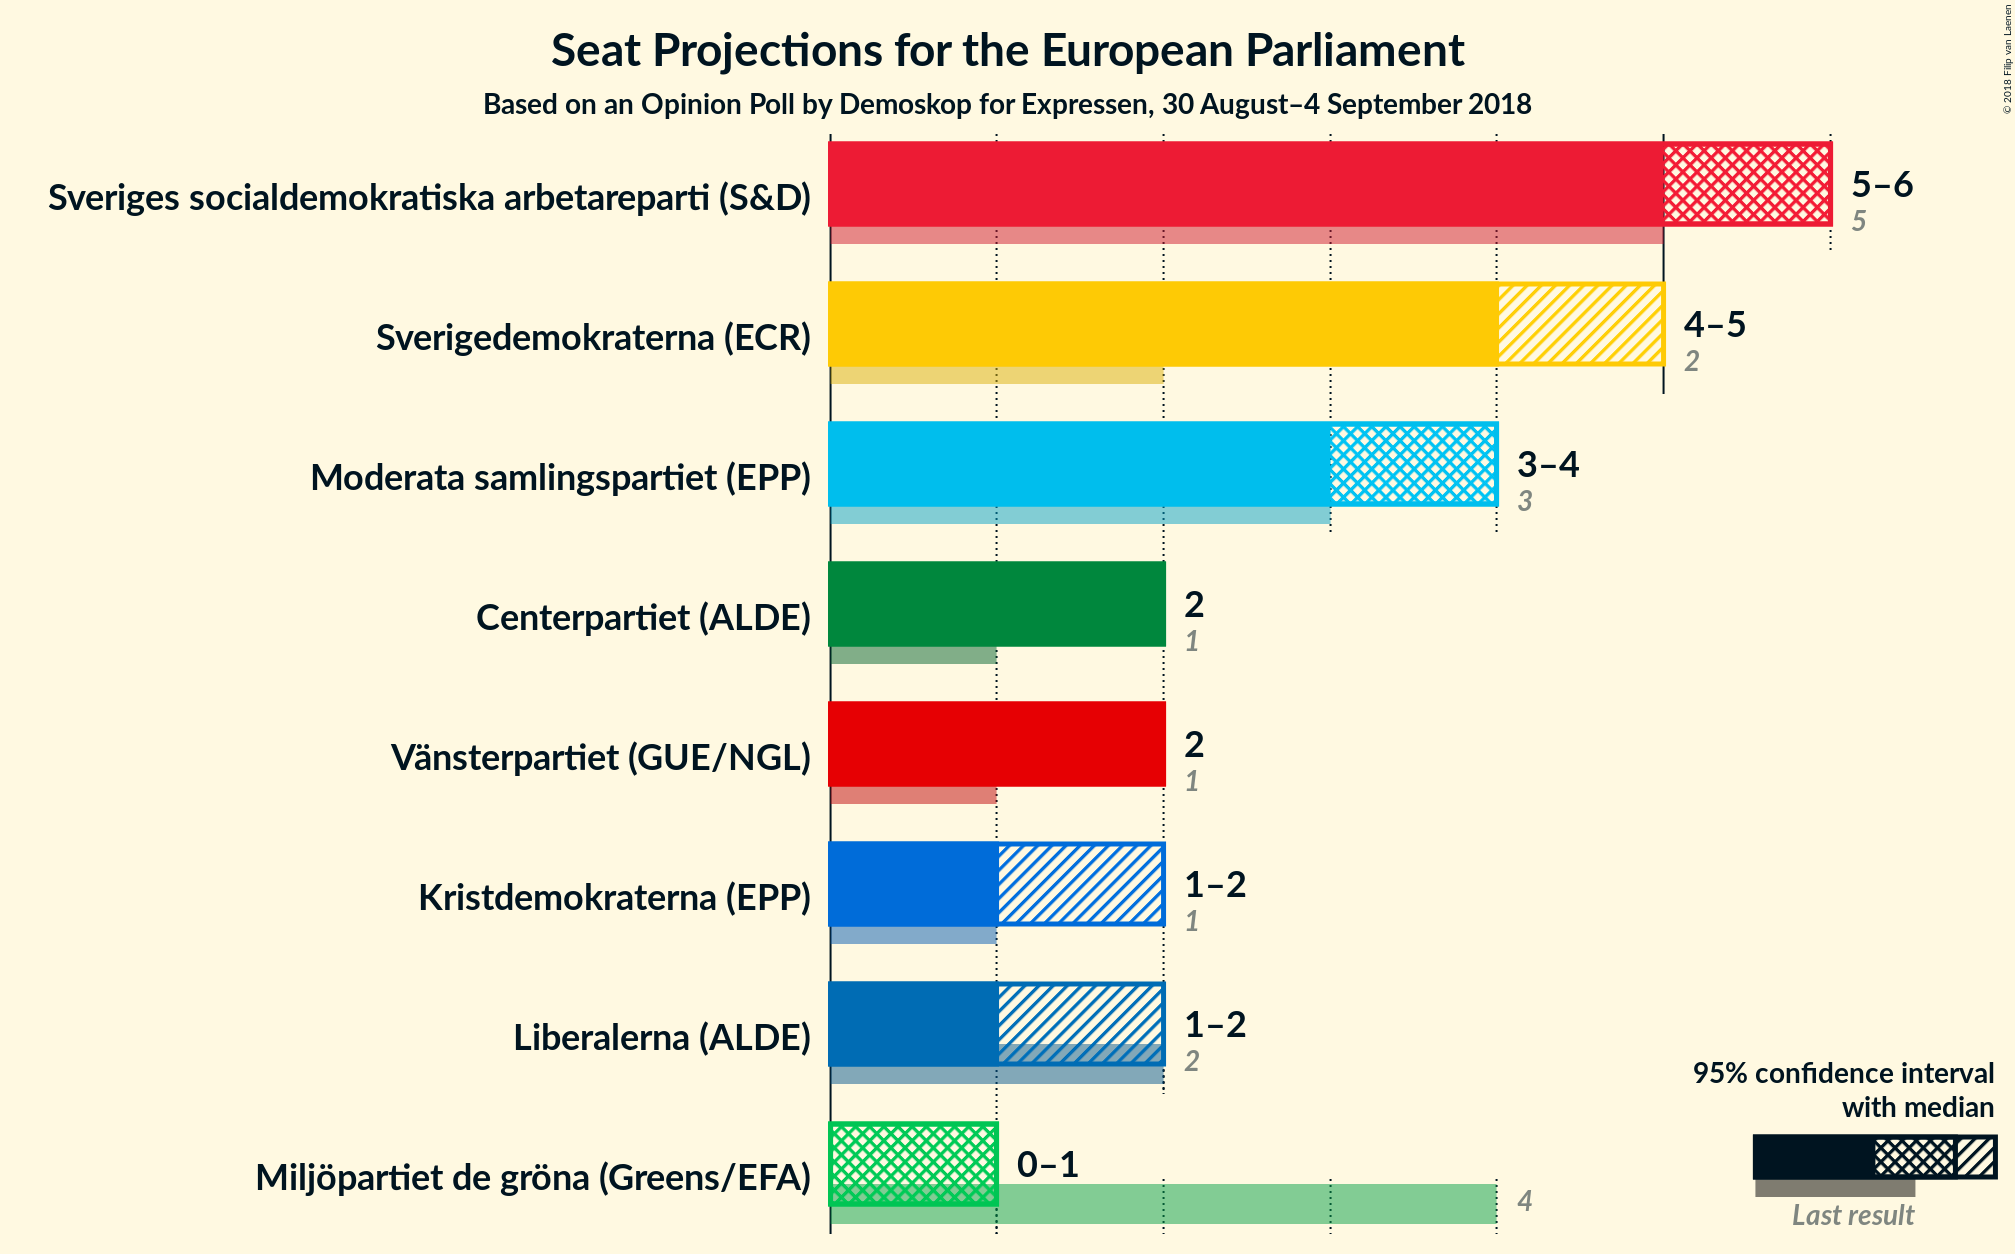 Seat Projections for the European Parliament
Based on an Opinion Poll by Demoskop for Expressen, 30 August–4 September 2018
© 2018 Filip van Laenen
Sveriges socialdemokratiska arbetareparti (S&D)
5–6
5
Sverigedemokraterna (ECR)
4–5
2
Moderata samlingspartiet (EPP)
3–4
3
Centerpartiet (ALDE)
2
1
Vänsterpartiet (GUE/NGL)
2
1
Kristdemokraterna (EPP)
1–2
1
Liberalerna (ALDE)
1–2
2
Miljöpartiet de gröna (Greens/EFA)
0–1
4
95% confidence interval
with median
Last result